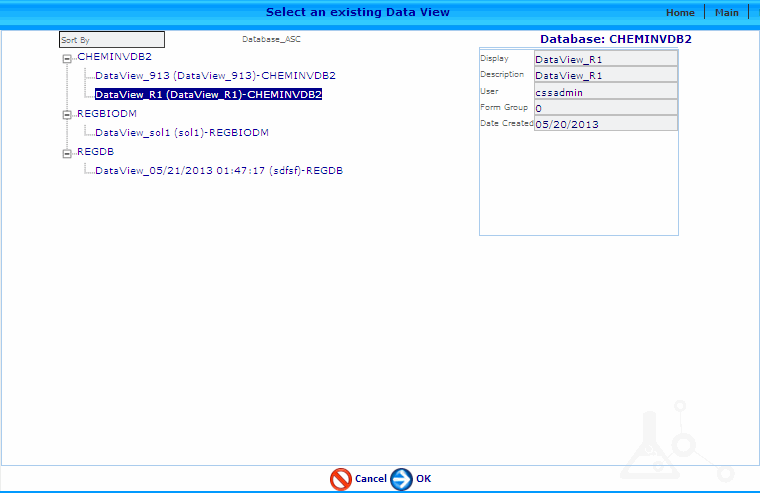 Select an existing Data View
Home
Main
Sort By
Database_ASC
Database: CHEMINVDB2
CHEMINVDB2
DataView_913 (DataView_913)-CHEMINVDB2
DataView_R1 (DataView_R1)-CHEMINVDB2
REGBIODM
DataView_sol1 (sol1)-REGBIODM
REGDB
DataView_05/21/2013 01:47:17 (sdfsf)-REGDB
Display DataView_R1
Description DataView_R1
User cssadmin
Form Group 0
Date Created 05/20/2013
Cancel
OK